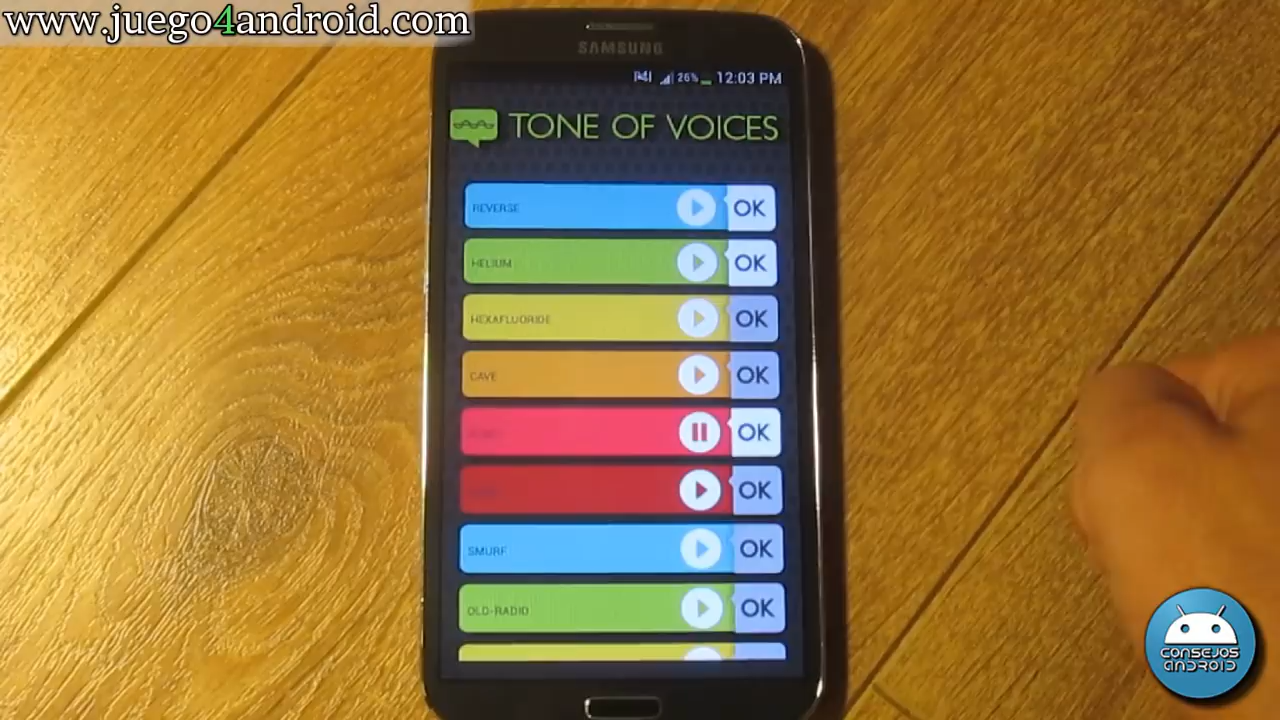 www.juego4android.com
SAMSUNG
26% 12:03 PM
TONE OF VOICES
REVERSE OK
HELIUM OK
HEXAFLUORIDE OK
CAVE OK
OK
OK
SMURF OK
OLD-RADIO OK
CONSEJOS
ANDROID